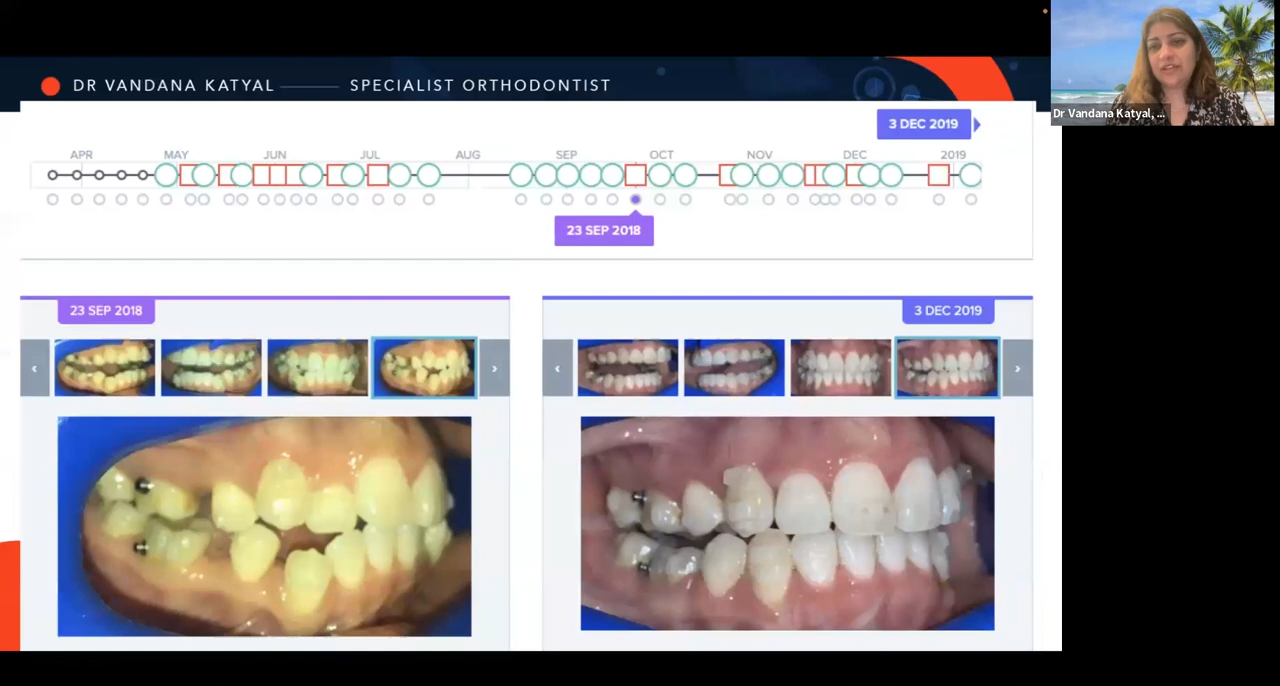 DR VANDANA KATYAL SPECIALIST ORTHODONTIST
Dr Vandana Katyal, ...
3 DEC 2019
APR MAY JUN JUL AUG SEP OCT NOV DEC 2019
23 SEP 2018
23 SEP 2018
3 DEC 2019